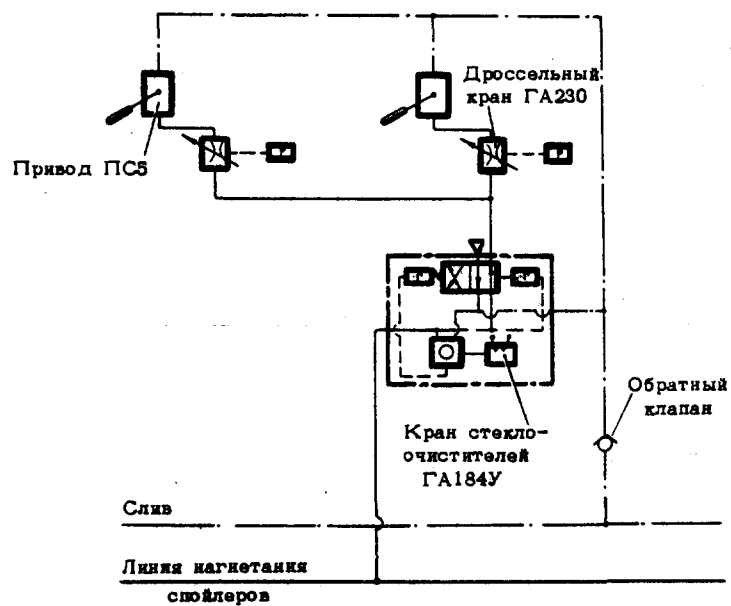 Дроссельный
кран ГА230
Привод ПС5
Обратный
клапан
Кран стекло-
очистителей
ГА184У
Слив
Линия нагнетания
спойлеров